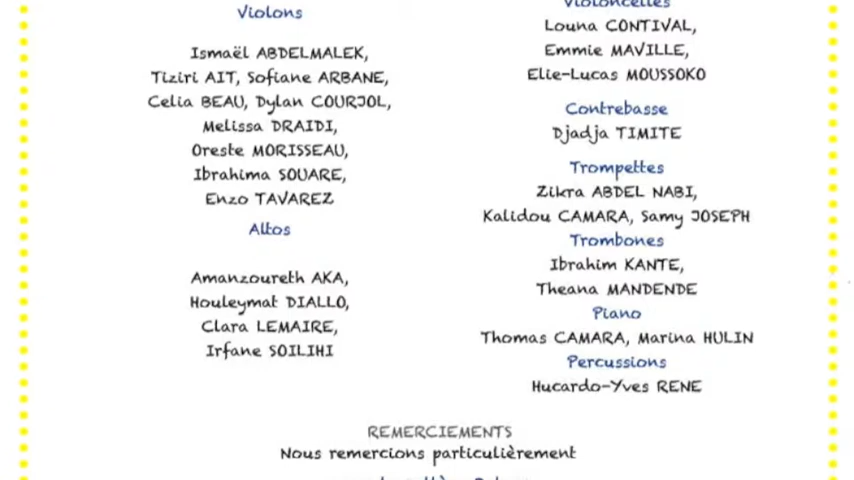 Violons
Ismaël ABDELMALEK,
Tiziri AIT, Sofiane ARBANE,
Celia BEAU, Dylan COURJOL,
Melissa DRAIDI,
Oreste MORISSEAU,
Ibrahima SOUARE,
Enzo TAVAREZ
Altos
Amanzoureth AKA,
Houleymat DIALLO,
Clara LEMAIRE,
Irfane SOILIHI
Violoncelles
Louna CONTIVAL,
Emmie MAVILLE,
Elie-Lucas MOUSSOKO
Contrebasse
Djadja TIMITE
Trompettes
Zikra ABDEL NABI,
Kalidou CAMARA, Samy JOSEPH
Trombones
Ibrahim KANTE,
Theana MANDENDE
Piano
Thomas CAMARA, Marina HULIN
Percussions
Hucardo-Yves RENE
REMERCIEMENTS
Nous remercions particulièrement